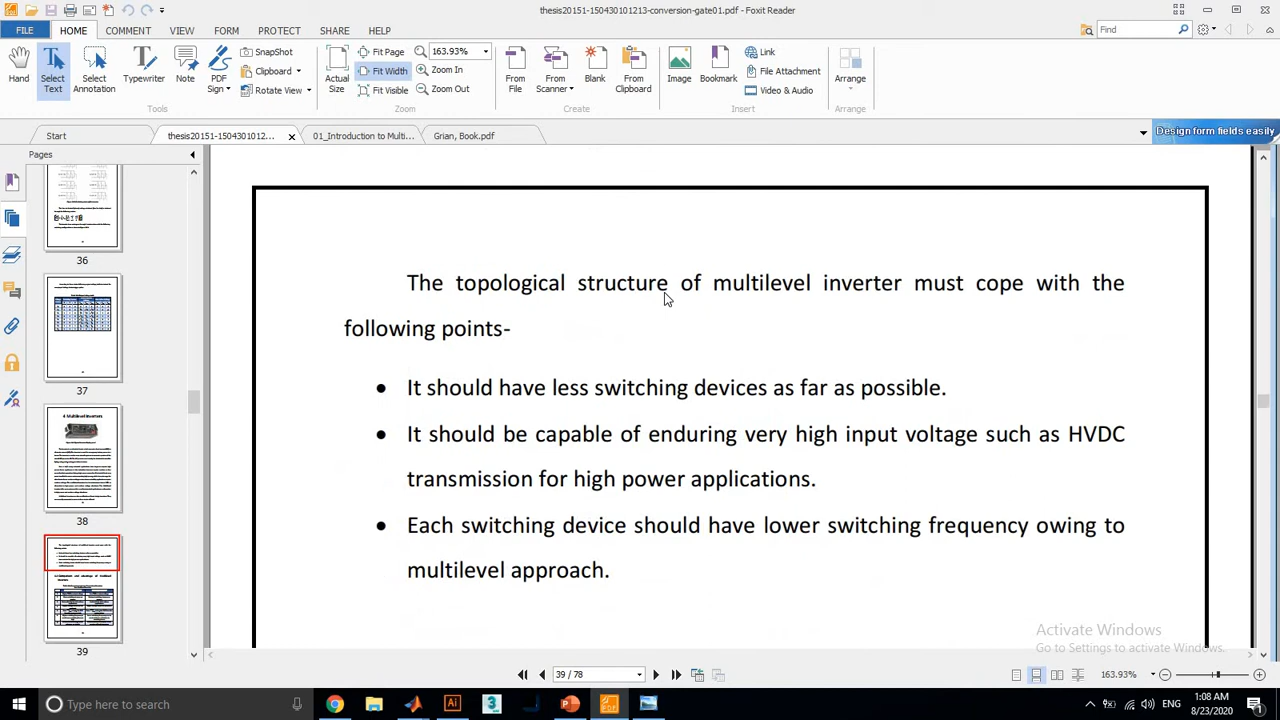 thesis20151-150430101213-conversion-gate01.pdf - Foxit Reader
FILE HOME COMMENT VIEW FORM PROTECT SHARE HELP
Find
Hand
Select Text
Select Annotation
Typewriter
Note
PDF Sign
SnapShot
Clipboard
Rotate View
Tools
Actual Size
Fit Page
Fit Width
Fit Visible
163.93%
Zoom In
Zoom Out
Zoom
From File
From Scanner
Blank
From Clipboard
Create
Image
Bookmark
Link
File Attachment
Video & Audio
Insert
Arrange
Arrange
Start
thesis20151-1504301012...
01_Introduction to Multi...
Grian, Book.pdf
Design form fields easily
Pages
36
37
4 Multilevel Inverters
38
39
The topological structure of multilevel inverter must cope with the
following points-
• It should have less switching devices as far as possible.
• It should be capable of enduring very high input voltage such as HVDC
transmission for high power applications.
• Each switching device should have lower switching frequency owing to
multilevel approach.
Activate Windows
Go to Settings to activate Windows.
39 / 78
163.93%
Type here to search
Ai
3
PDF
ENG
1:08 AM
8/23/2020